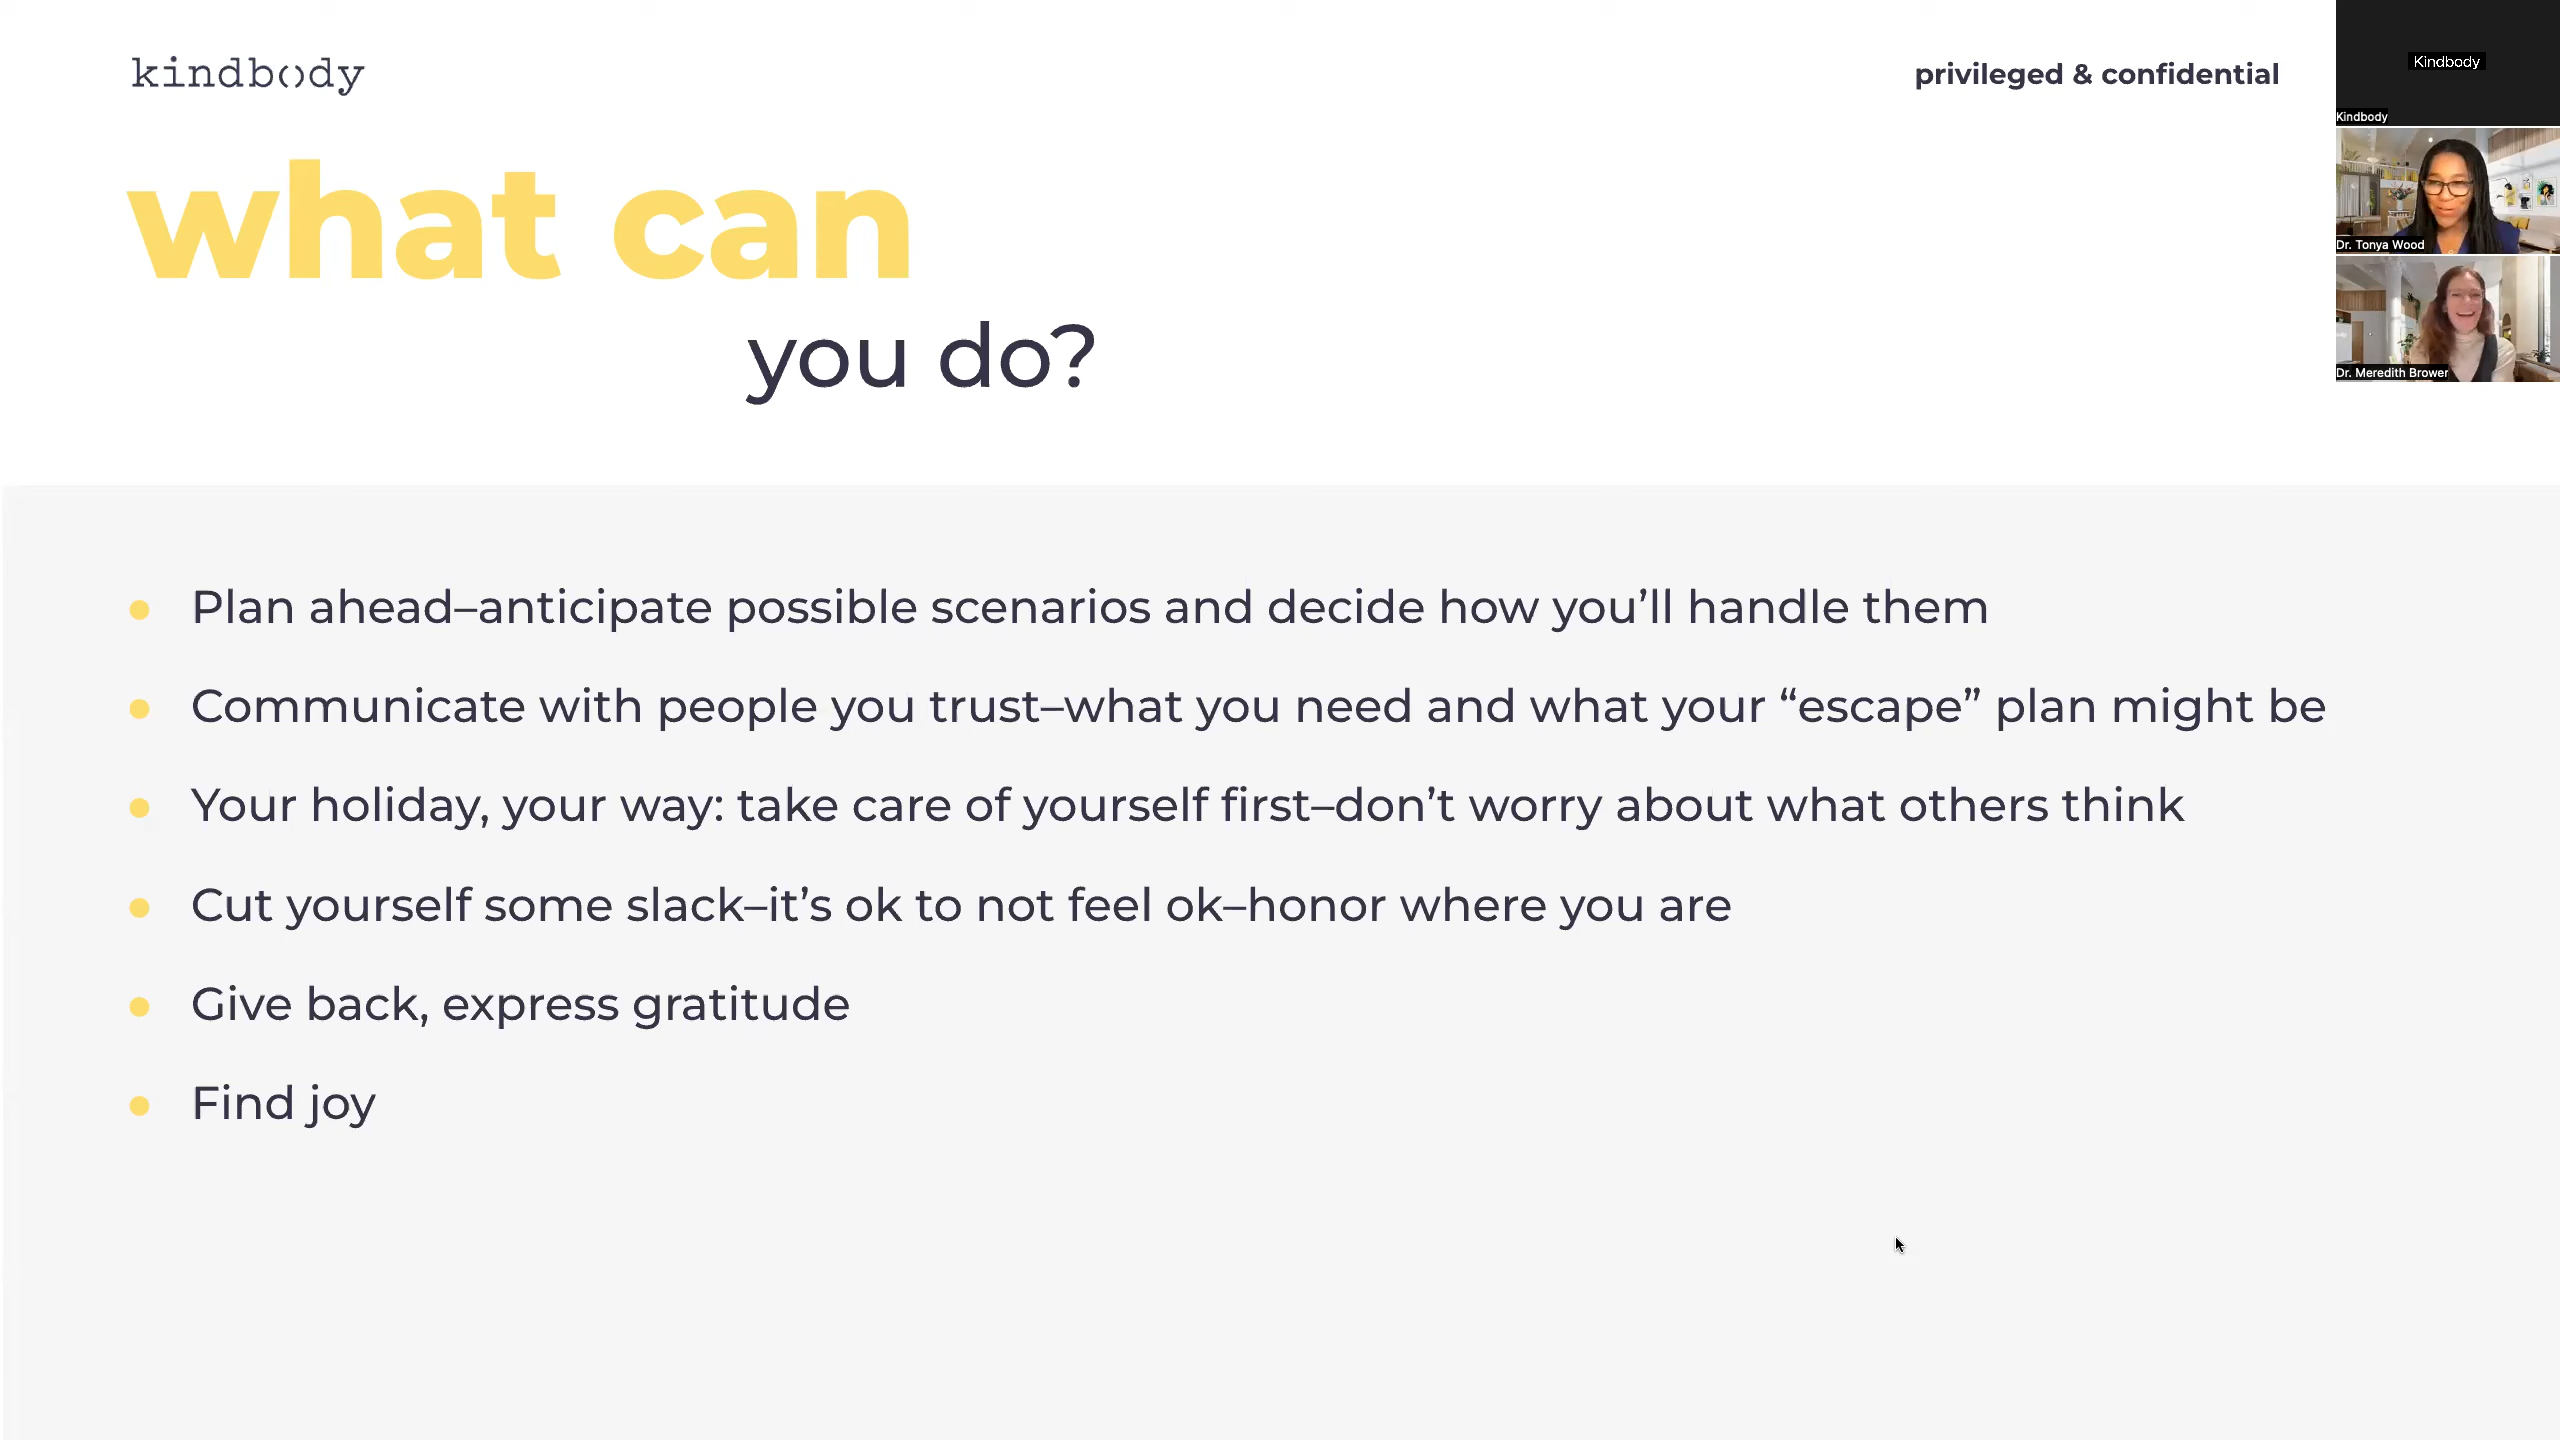 kindbody
privileged & confidential
what can
you do?
• Plan ahead–anticipate possible scenarios and decide how you’ll handle them
• Communicate with people you trust–what you need and what your “escape” plan might be
• Your holiday, your way: take care of yourself first–don’t worry about what others think
• Cut yourself some slack–it’s ok to not feel ok–honor where you are
• Give back, express gratitude
• Find joy
Kindbody
Kindbody
Dr. Tonya Wood
Dr. Meredith Brower